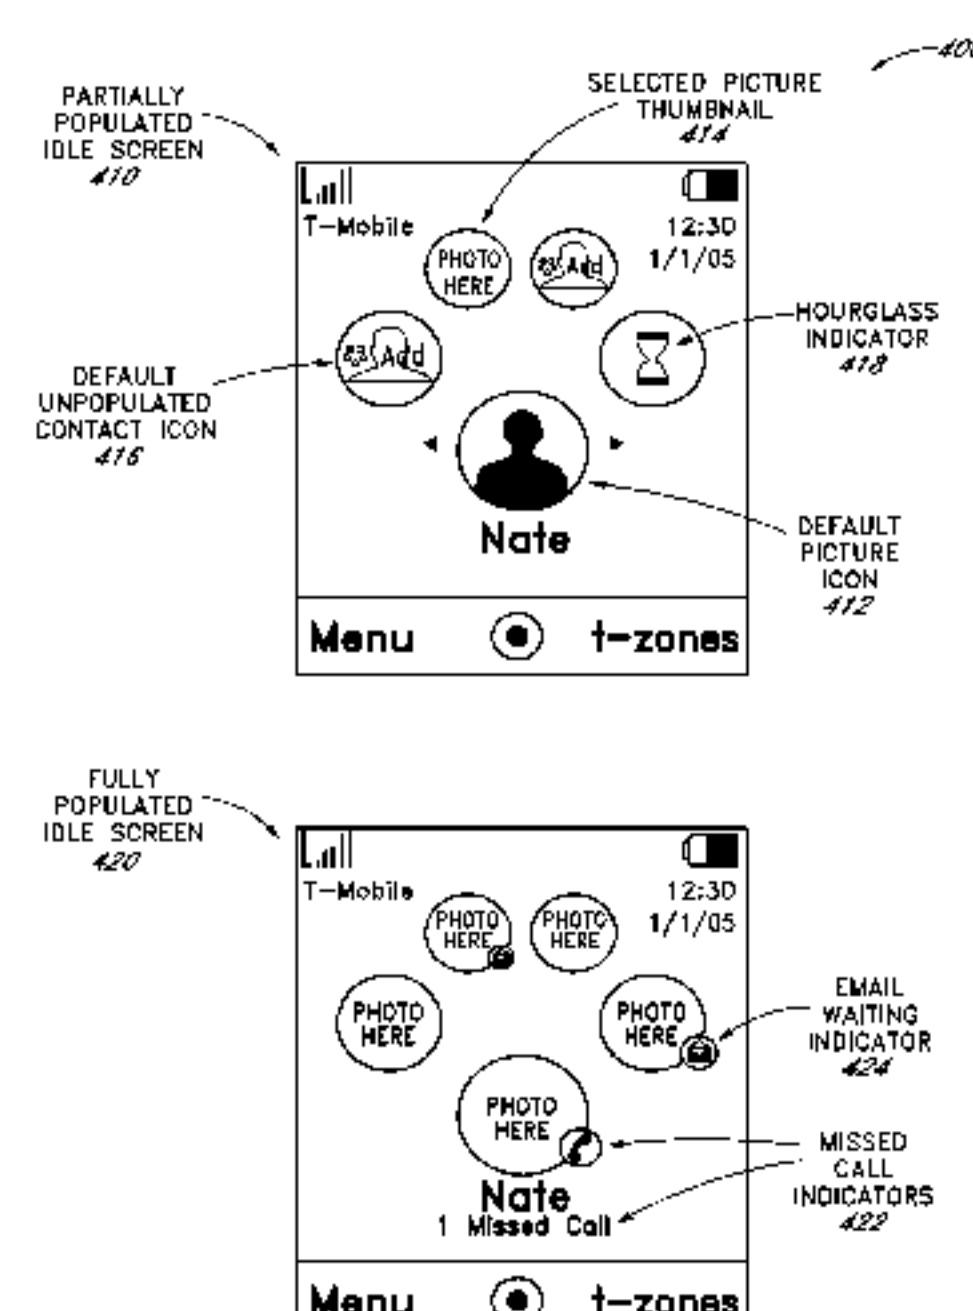 400
SELECTED PICTURE
THUMBNAIL
414
PARTIALLY
POPULATED
IDLE SCREEN
410
T-Mobile
12:30
1/1/05
PHOTO
HERE
Add
Add
HOURGLASS
INDICATOR
418
DEFAULT
UNPOPULATED
CONTACT ICON
416
Nate
DEFAULT
PICTURE
ICON
412
Menu
t-zones
FULLY
POPULATED
IDLE SCREEN
420
T-Mobile
12:30
1/1/05
PHOTO
HERE
PHOTO
HERE
PHOTO
HERE
PHOTO
HERE
EMAIL
WAITING
INDICATOR
424
PHOTO
HERE
MISSED
CALL
INDICATORS
422
Nate
1 Missed Call
Menu
t-zones